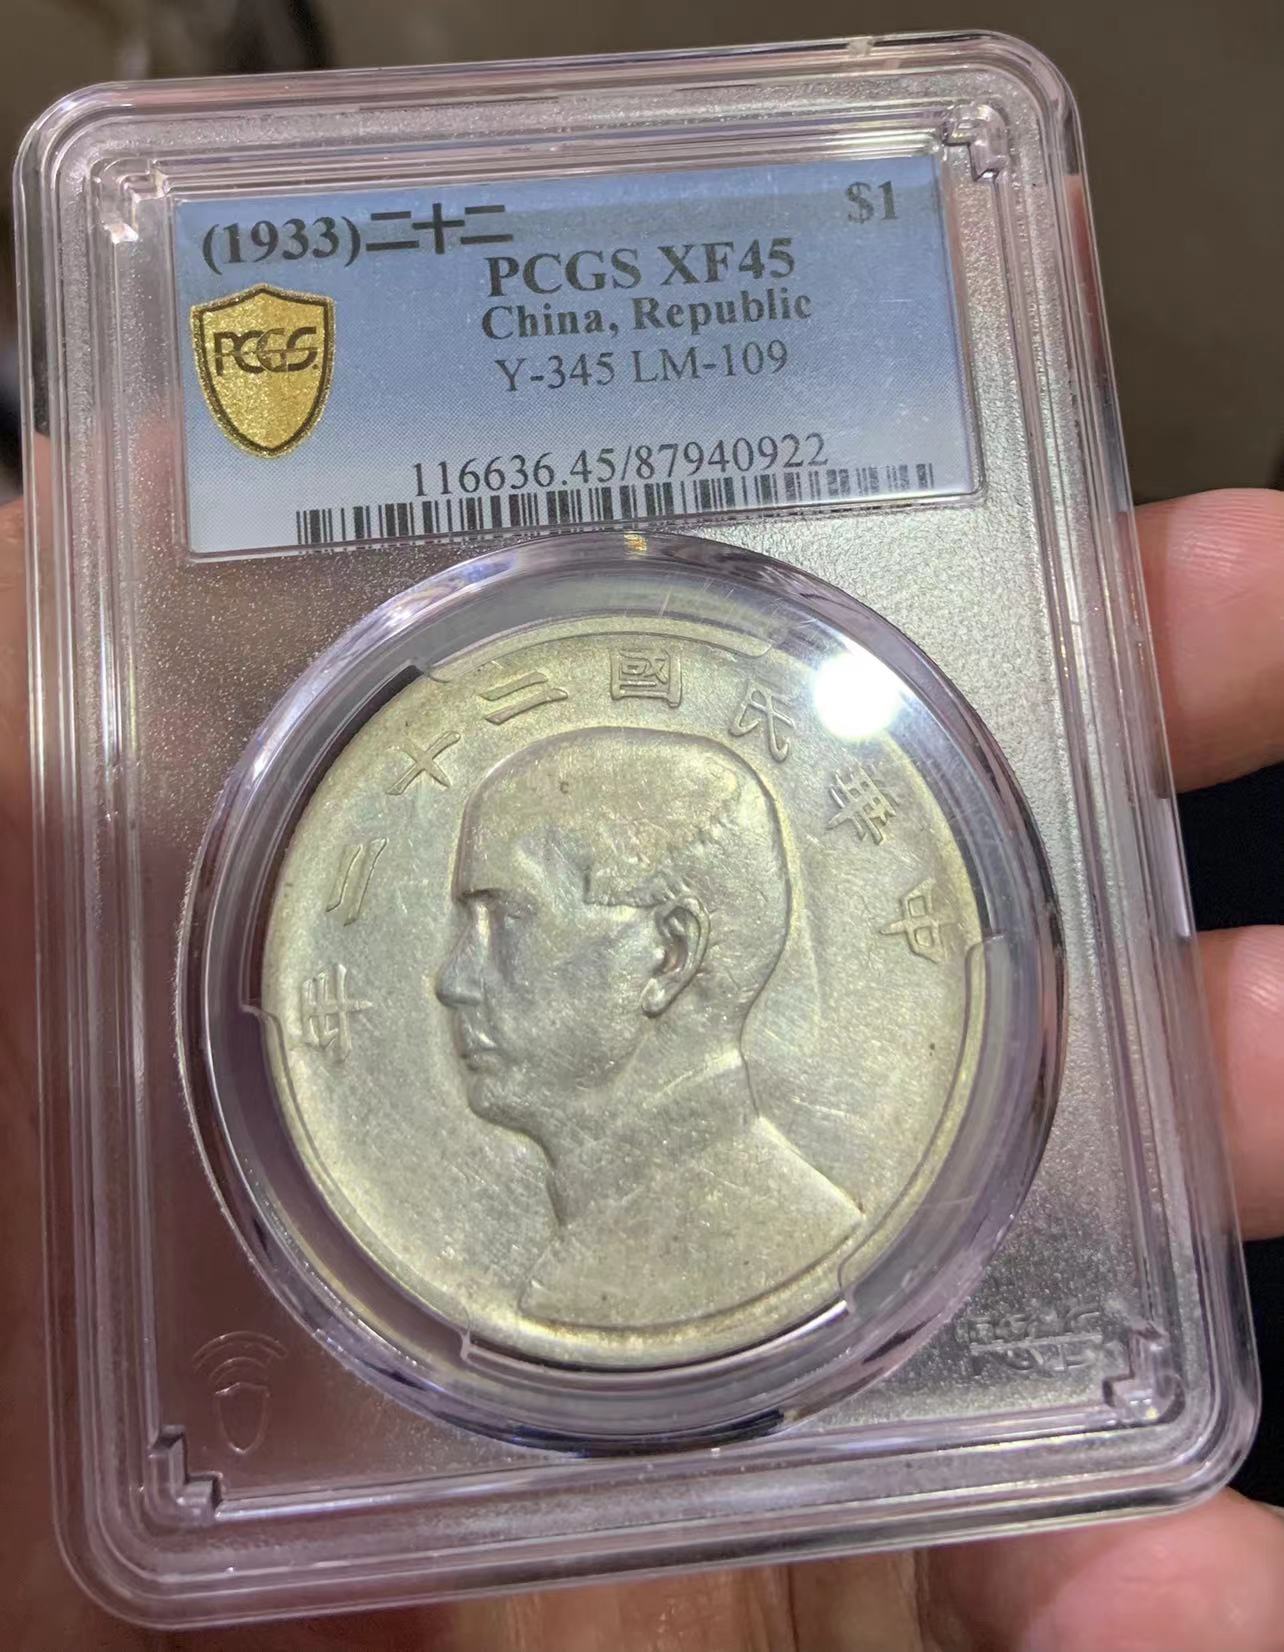 (1933)二十二 $1
PCGS XF45
China, Republic
PCGS
Y-345 LM-109
116636.45/87940922
年二十二國民華中